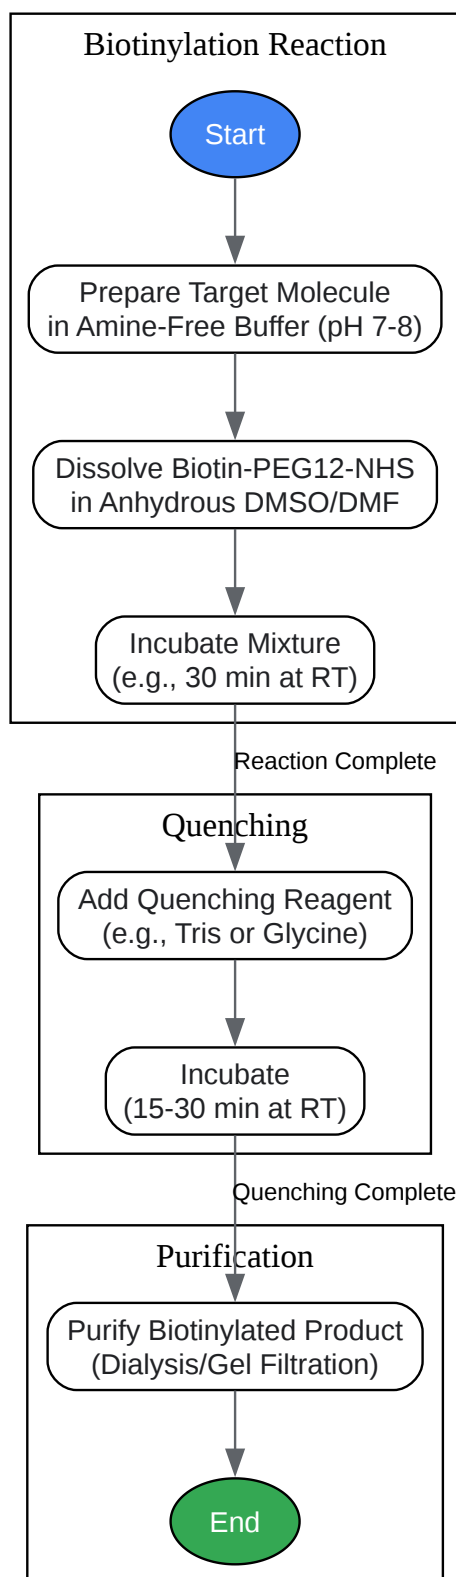 Biotinylation Reaction
Start
Prepare Target Molecule
in Amine-Free Buffer (pH 7-8)
Dissolve Biotin-PEG12-NHS
in Anhydrous DMSO/DMF
Incubate Mixture
(e.g., 30 min at RT)
Reaction Complete
Quenching
Add Quenching Reagent
(e.g., Tris or Glycine)
Incubate
(15-30 min at RT)
Quenching Complete
Purification
Purify Biotinylated Product
(Dialysis/Gel Filtration)
End